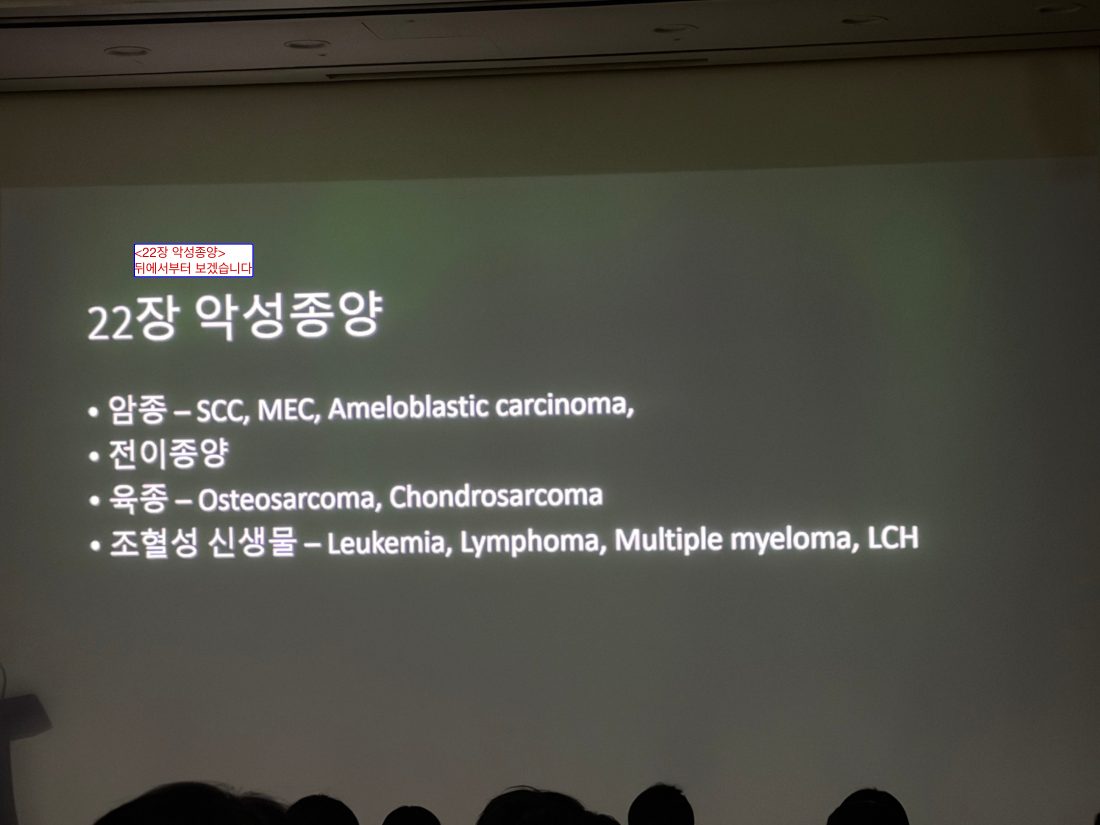 <22장 악성종양>
뒤에서부터 보겠습니다
22장 악성종양
• 암종 – SCC, MEC, Ameloblastic carcinoma,
• 전이종양
• 육종 – Osteosarcoma, Chondrosarcoma
• 조혈성 신생물 – Leukemia, Lymphoma, Multiple myeloma, LCH